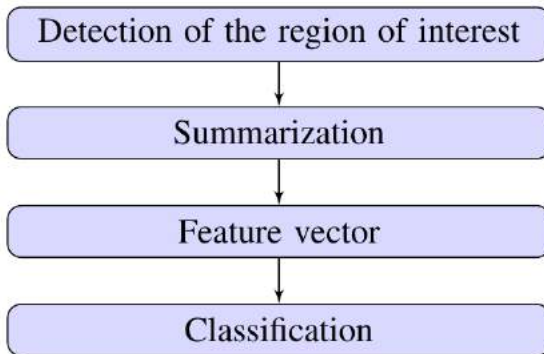 Detection of the region of interest
Summarization
Feature vector
Classification